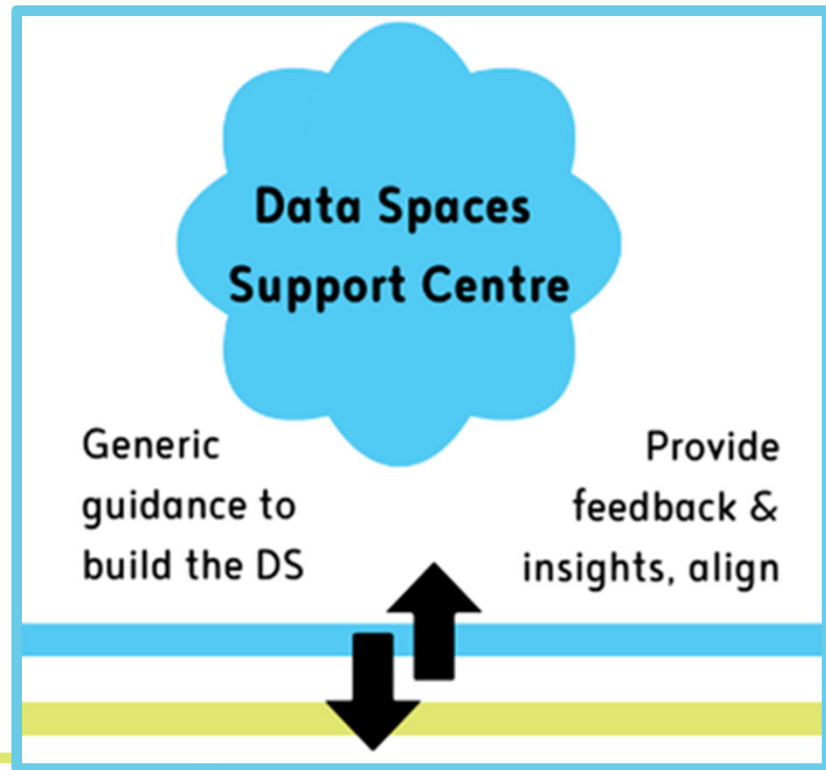 Data Spaces
Support Centre
Generic
guidance to
build the DS
Provide
feedback &
insights, align